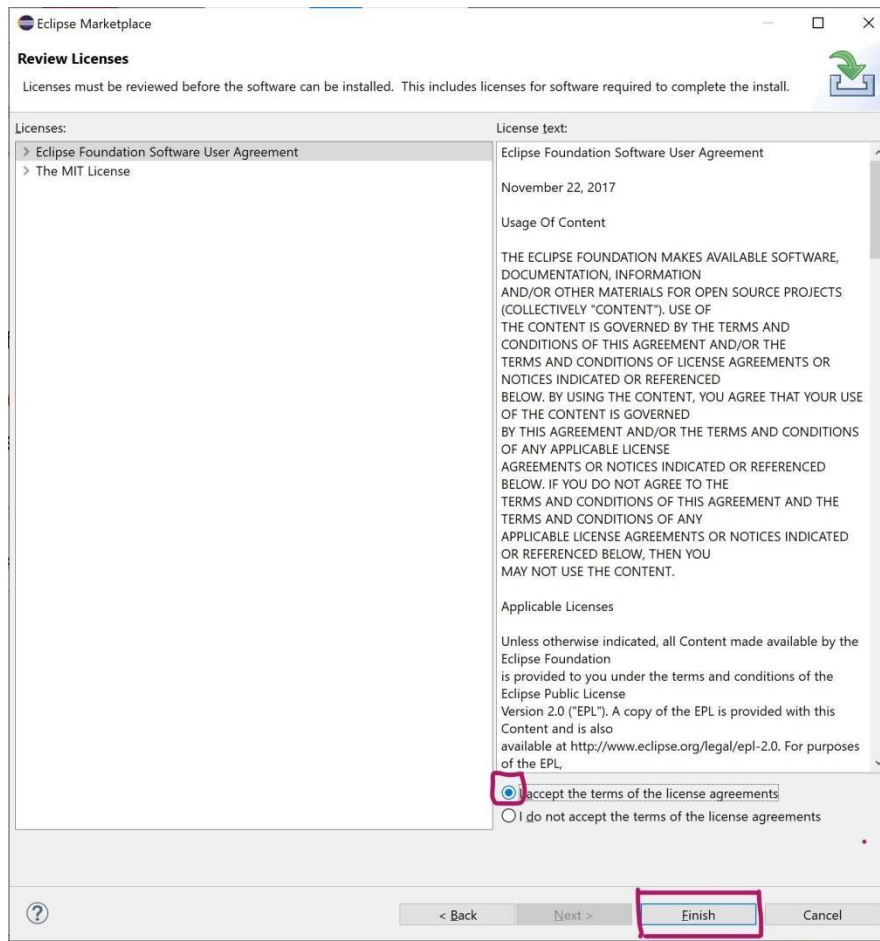 Eclipse Marketplace
Review Licenses
Licenses must be reviewed before the software can be installed. This includes licenses for software required to complete the install.
Licenses:
> Eclipse Foundation Software User Agreement
> The MIT License
License text:
Eclipse Foundation Software User Agreement
November 22, 2017
Usage Of Content
THE ECLIPSE FOUNDATION MAKES AVAILABLE SOFTWARE,
DOCUMENTATION, INFORMATION
AND/OR OTHER MATERIALS FOR OPEN SOURCE PROJECTS
(COLLECTIVELY "CONTENT"). USE OF
THE CONTENT IS GOVERNED BY THE TERMS AND
CONDITIONS OF THIS AGREEMENT AND/OR THE
TERMS AND CONDITIONS OF LICENSE AGREEMENTS OR
NOTICES INDICATED OR REFERENCED
BELOW. BY USING THE CONTENT, YOU AGREE THAT YOUR USE
OF THE CONTENT IS GOVERNED
BY THIS AGREEMENT AND/OR THE TERMS AND CONDITIONS
OF ANY APPLICABLE LICENSE
AGREEMENTS OR NOTICES INDICATED OR REFERENCED
BELOW. IF YOU DO NOT AGREE TO THE
TERMS AND CONDITIONS OF THIS AGREEMENT AND THE
TERMS AND CONDITIONS OF ANY
APPLICABLE LICENSE AGREEMENTS OR NOTICES INDICATED
OR REFERENCED BELOW, THEN YOU
MAY NOT USE THE CONTENT.
Applicable Licenses
Unless otherwise indicated, all Content made available by the
Eclipse Foundation
is provided to you under the terms and conditions of the
Eclipse Public License
Version 2.0 ("EPL"). A copy of the EPL is provided with this
Content and is also
available at http://www.eclipse.org/legal/epl-2.0. For purposes
of the EPL,
I accept the terms of the license agreements
I do not accept the terms of the license agreements
? < Back Next > Finish Cancel